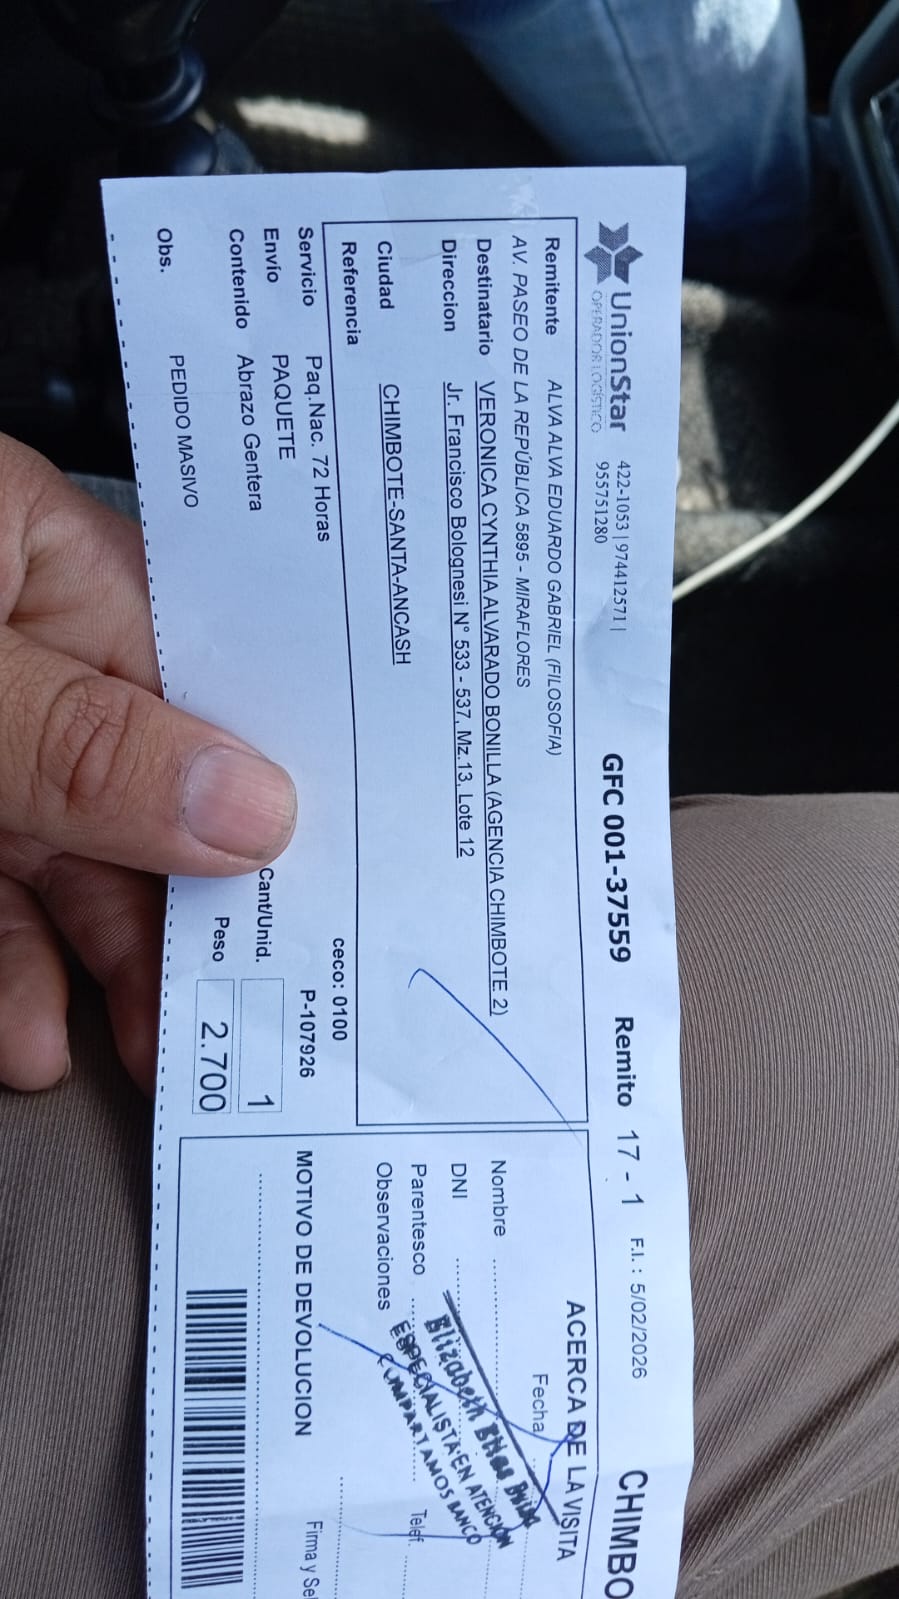 UnionStar
OPERADOR LOGÍSTICO
422-1053 | 974412571 |
955751280
GFC 001-37559
Remito 17 - 1
F.I. : 5/02/2026
CHIMBO
Remitente ALVA ALVA EDUARDO GABRIEL (FILOSOFIA)
AV. PASEO DE LA REPÚBLICA 5895 - MIRAFLORES
Destinatario VERONICA CYNTHIA ALVARADO BONILLA (AGENCIA CHIMBOTE 2)
Direccion Jr. Francisco Bolognesi N° 533 - 537, Mz.13, Lote 12
Ciudad CHIMBOTE-SANTA-ANCASH
Referencia
ceco: 0100
Servicio Paq.Nac. 72 Horas
P-107926
Envío PAQUETE
Cant/Unid. 1
Contenido Abrazo Gentera
Peso 2.700
Obs. PEDIDO MASIVO
ACERCA DE LA VISITA
Fecha
Nombre
DNI
Parentesco
Telef
Observaciones
Elizabeth
ESPECIALISTA EN ATENCION
COMPARTAMOS BANCO
MOTIVO DE DEVOLUCION
Firma y Sel